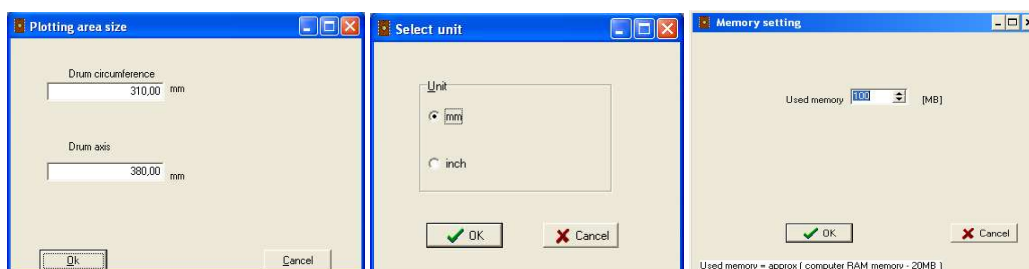 Plotting area size
Drum circumference
310,00 mm
Drum axis
380,00 mm
Ok Cancel
Select unit
Unit
mm
inch
OK Cancel
Memory setting
Used memory 100 [MB]
OK Cancel
Used memory = approx ( computer RAM memory - 20MB )